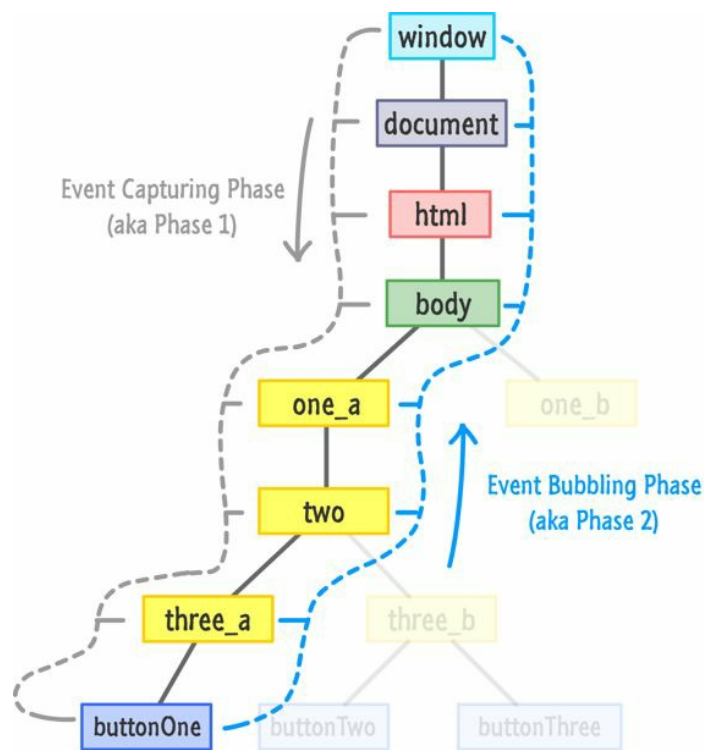 window
document
Event Capturing Phase
(aka Phase 1)
html
body
one_a
one_b
Event Bubbling Phase
(aka Phase 2)
two
three_a
three_b
buttonOne
buttonTwo
buttonThree